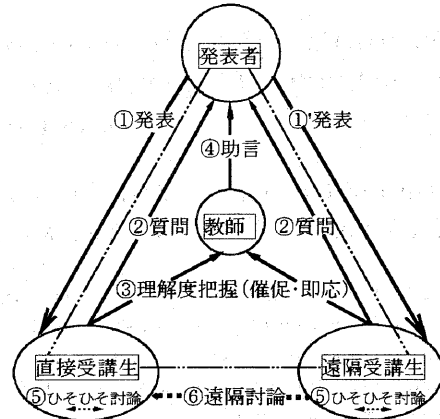 発表者
①発表 ①'発表
④助言
②質問 教師 ②質問
③理解度把握(催促・即応)
直接受講生 遠隔受講生
⑤ひそひそ討論 ⑥遠隔討論 ⑤ひそひそ討論